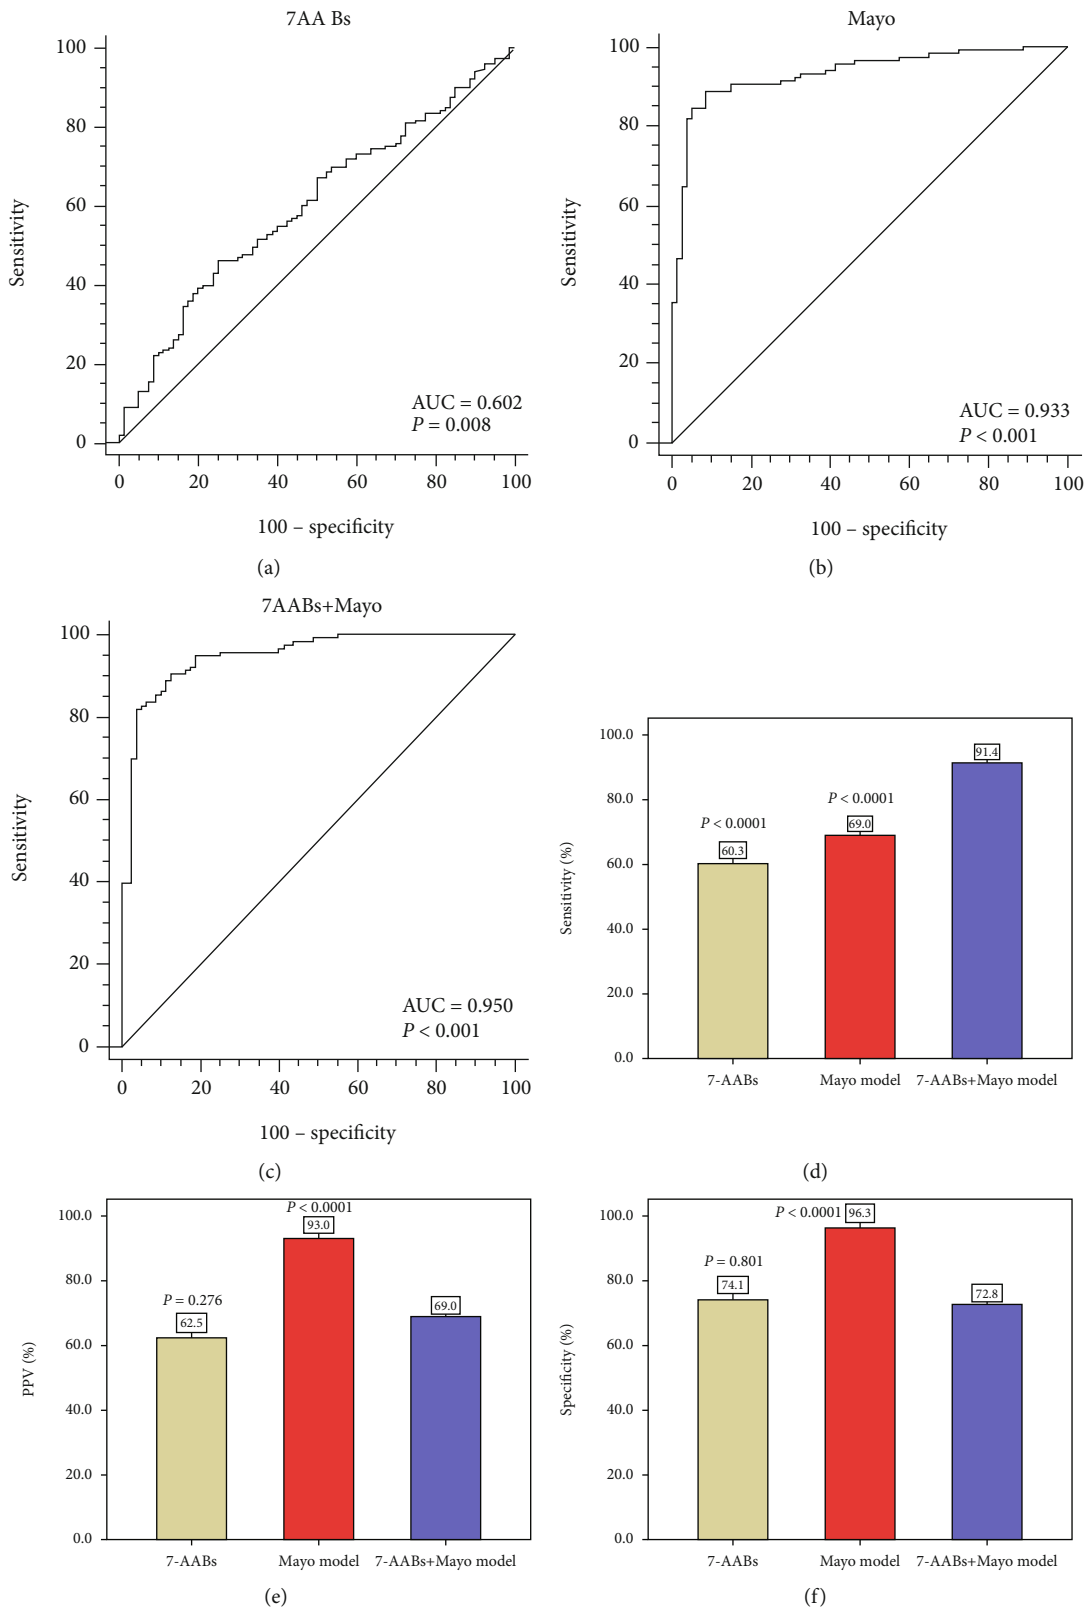 7AA Bs
100
80
60
40
20
0
Sensitivity
AUC = 0.602
P = 0.008
0 20 40 60 80 100
100 – specificity
(a)
Mayo
100
80
60
40
20
0
Sensitivity
AUC = 0.933
P < 0.001
0 20 40 60 80 100
100 – specificity
(b)
7AABs+Mayo
100
80
60
40
20
0
Sensitivity
AUC = 0.950
P < 0.001
0 20 40 60 80 100
100 – specificity
(c)
100.0
80.0
60.0
40.0
20.0
0.0
Sensitivity (%)
P < 0.0001
60.3
P < 0.0001
69.0
91.4
7-AABs Mayo model 7-AABs+Mayo model
(d)
100.0
80.0
60.0
40.0
20.0
0.0
PPV (%)
P = 0.276
62.5
P < 0.0001
93.0
69.0
7-AABs Mayo model 7-AABs+Mayo model
(e)
100.0
80.0
60.0
40.0
20.0
0.0
Specificity (%)
P = 0.801
74.1
P < 0.0001 96.3
72.8
7-AABs Mayo model 7-AABs+Mayo model
(f)